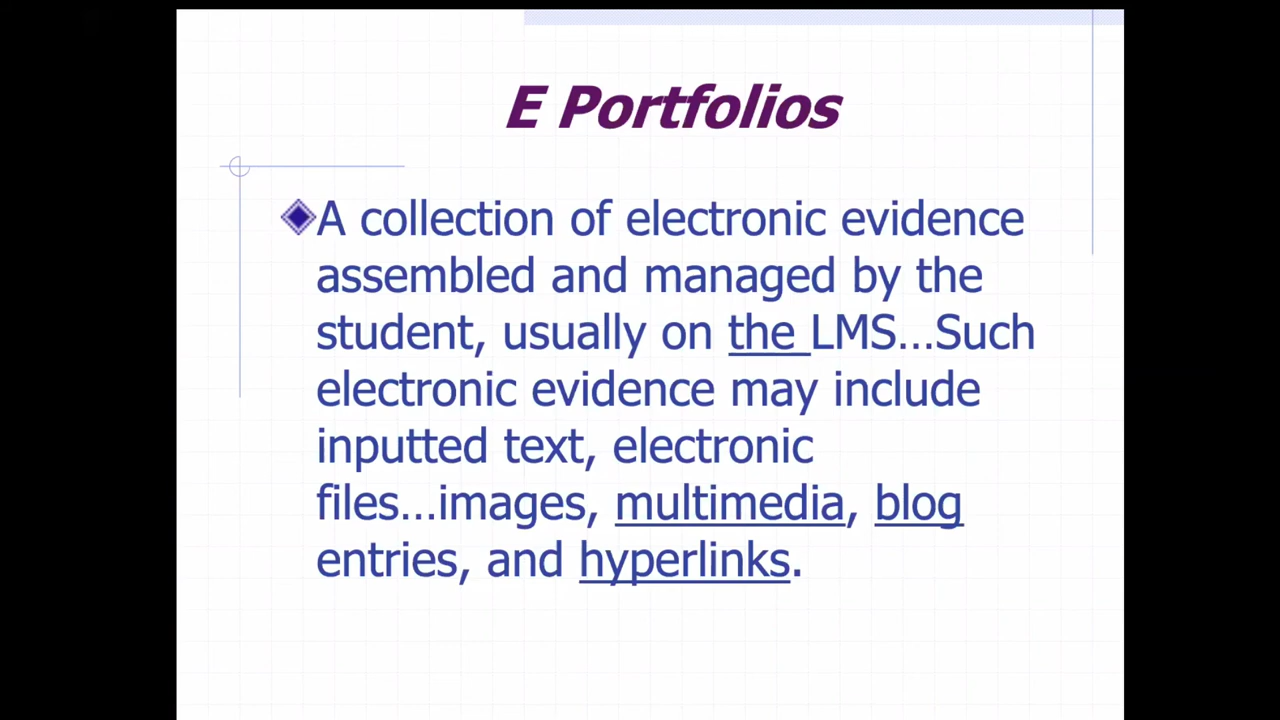 E Portfolios
A collection of electronic evidence
assembled and managed by the
student, usually on the LMS…Such
electronic evidence may include
inputted text, electronic
files…images, multimedia, blog
entries, and hyperlinks.